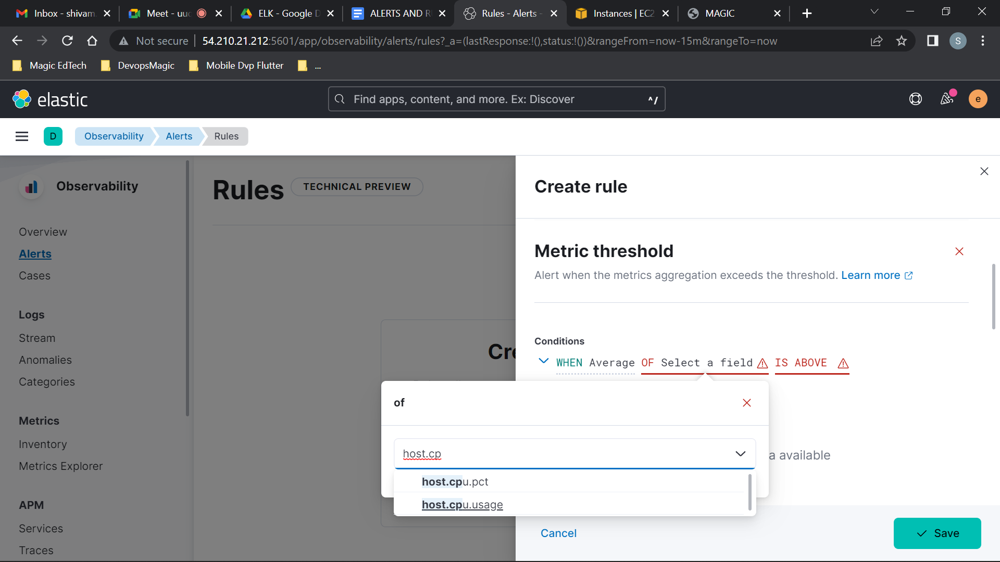 Inbox - shivam.
Meet - uuc
ELK - Google D
ALERTS AND R
Rules - Alerts -
Instances | EC2
MAGIC
Not secure
54.210.21.212:5601/app/observability/alerts/rules?_a=(lastResponse:!(),status:!())&rangeFrom=now-15m&rangeTo=now
S
Magic EdTech
DevopsMagic
Mobile Dvp Flutter
...
elastic
Find apps, content, and more. Ex: Discover
^/
e
D
Observability
Alerts
Rules
Observability
Overview
Alerts
Cases
Logs
Stream
Anomalies
Categories
Metrics
Inventory
Metrics Explorer
APM
Services
Traces
Rules
TECHNICAL PREVIEW
Cre
Create rule
Metric threshold
Alert when the metrics aggregation exceeds the threshold. Learn more
Conditions
WHEN Average OF Select a field IS ABOVE
of
host.cp
host.cpu.pct
host.cpu.usage
a available
Cancel
Save